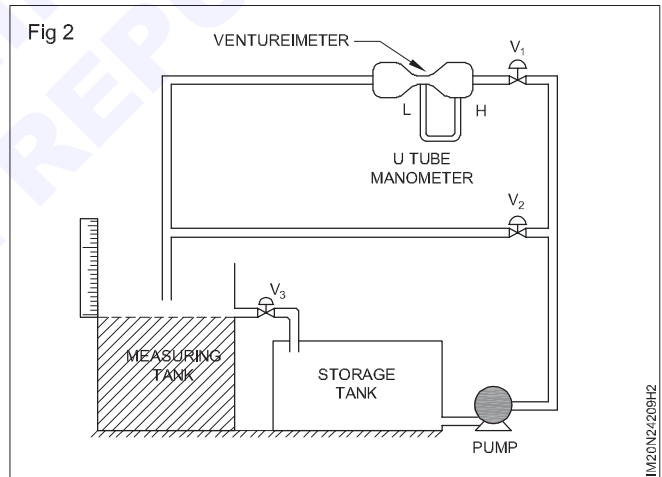 Fig 2
VENTUREIMETER
V1
L
H
U TUBE
MANOMETER
V2
V3
MEASURING
TANK
STORAGE
TANK
PUMP
IM20N24209H2